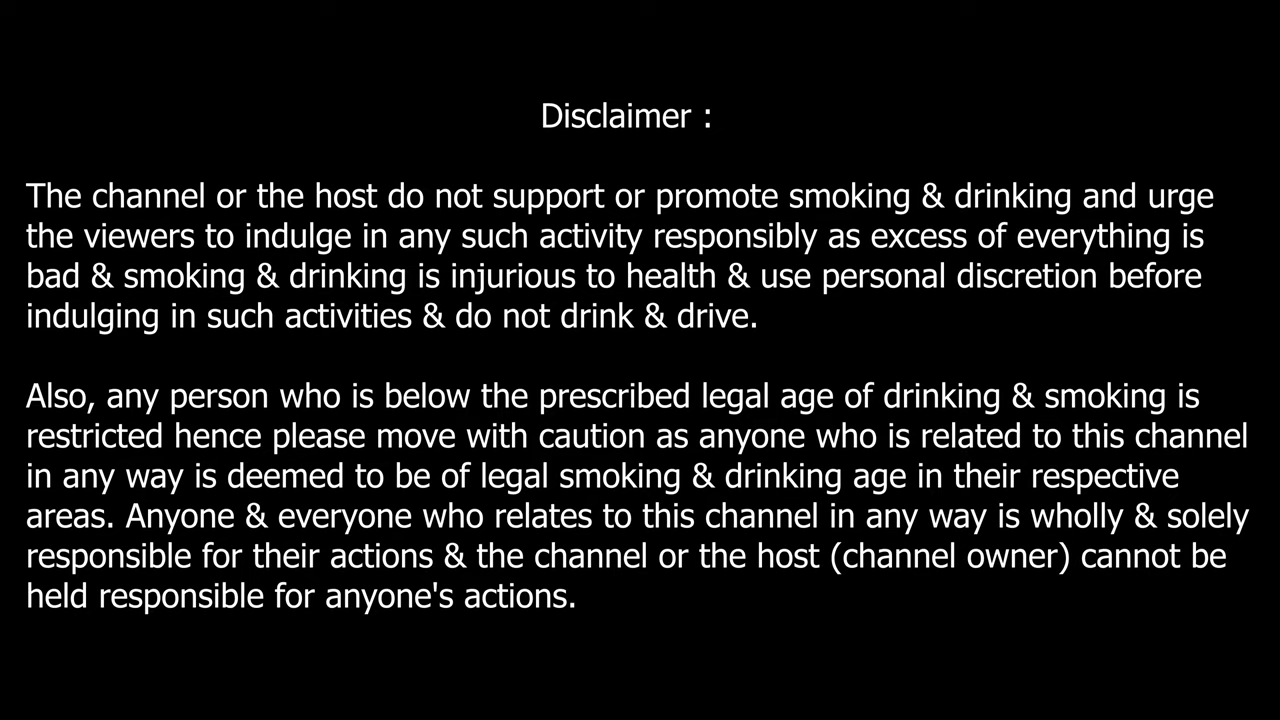 Disclaimer :
The channel or the host do not support or promote smoking & drinking and urge
the viewers to indulge in any such activity responsibly as excess of everything is
bad & smoking & drinking is injurious to health & use personal discretion before
indulging in such activities & do not drink & drive.
Also, any person who is below the prescribed legal age of drinking & smoking is
restricted hence please move with caution as anyone who is related to this channel
in any way is deemed to be of legal smoking & drinking age in their respective
areas. Anyone & everyone who relates to this channel in any way is wholly & solely
responsible for their actions & the channel or the host (channel owner) cannot be
held responsible for anyone's actions.